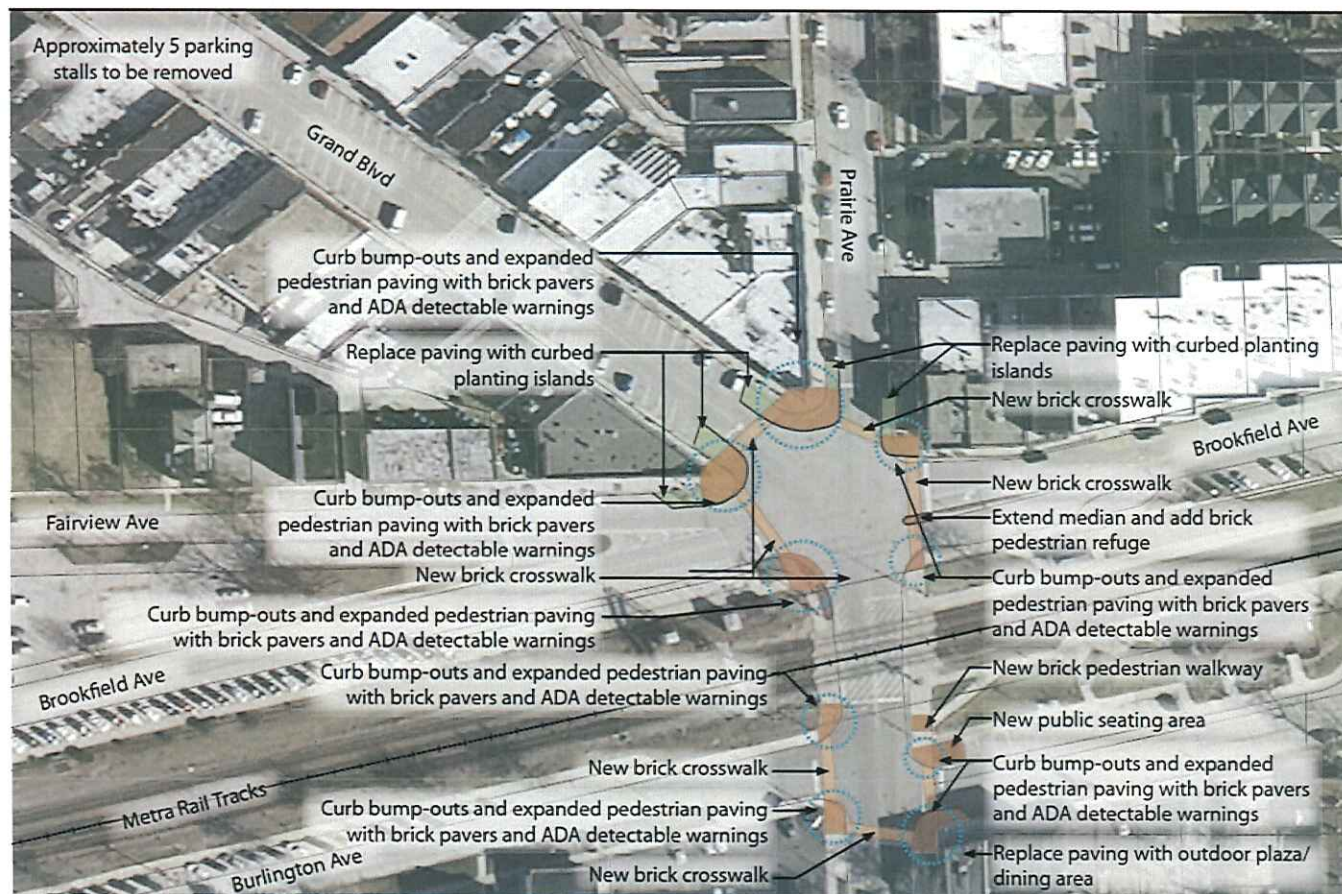 Approximately 5 parking
stalls to be removed
Grand Blvd
Prairie Ave
Curb bump-outs and expanded
pedestrian paving with brick pavers
and ADA detectable warnings
Replace paving with curbed
planting islands
Replace paving with curbed planting
islands
New brick crosswalk
Brookfield Ave
New brick crosswalk
Curb bump-outs and expanded
pedestrian paving with brick pavers
and ADA detectable warnings
Fairview Ave
Extend median and add brick
pedestrian refuge
New brick crosswalk
Curb bump-outs and expanded
pedestrian paving with brick pavers
and ADA detectable warnings
Curb bump-outs and expanded pedestrian paving
with brick pavers and ADA detectable warnings
Brookfield Ave
Curb bump-outs and expanded pedestrian paving
with brick pavers and ADA detectable warnings
New brick pedestrian walkway
New public seating area
New brick crosswalk
Curb bump-outs and expanded
pedestrian paving with brick pavers
and ADA detectable warnings
Metra Rail Tracks
Curb bump-outs and expanded pedestrian paving
with brick pavers and ADA detectable warnings
Burlington Ave
New brick crosswalk
Replace paving with outdoor plaza/
dining area